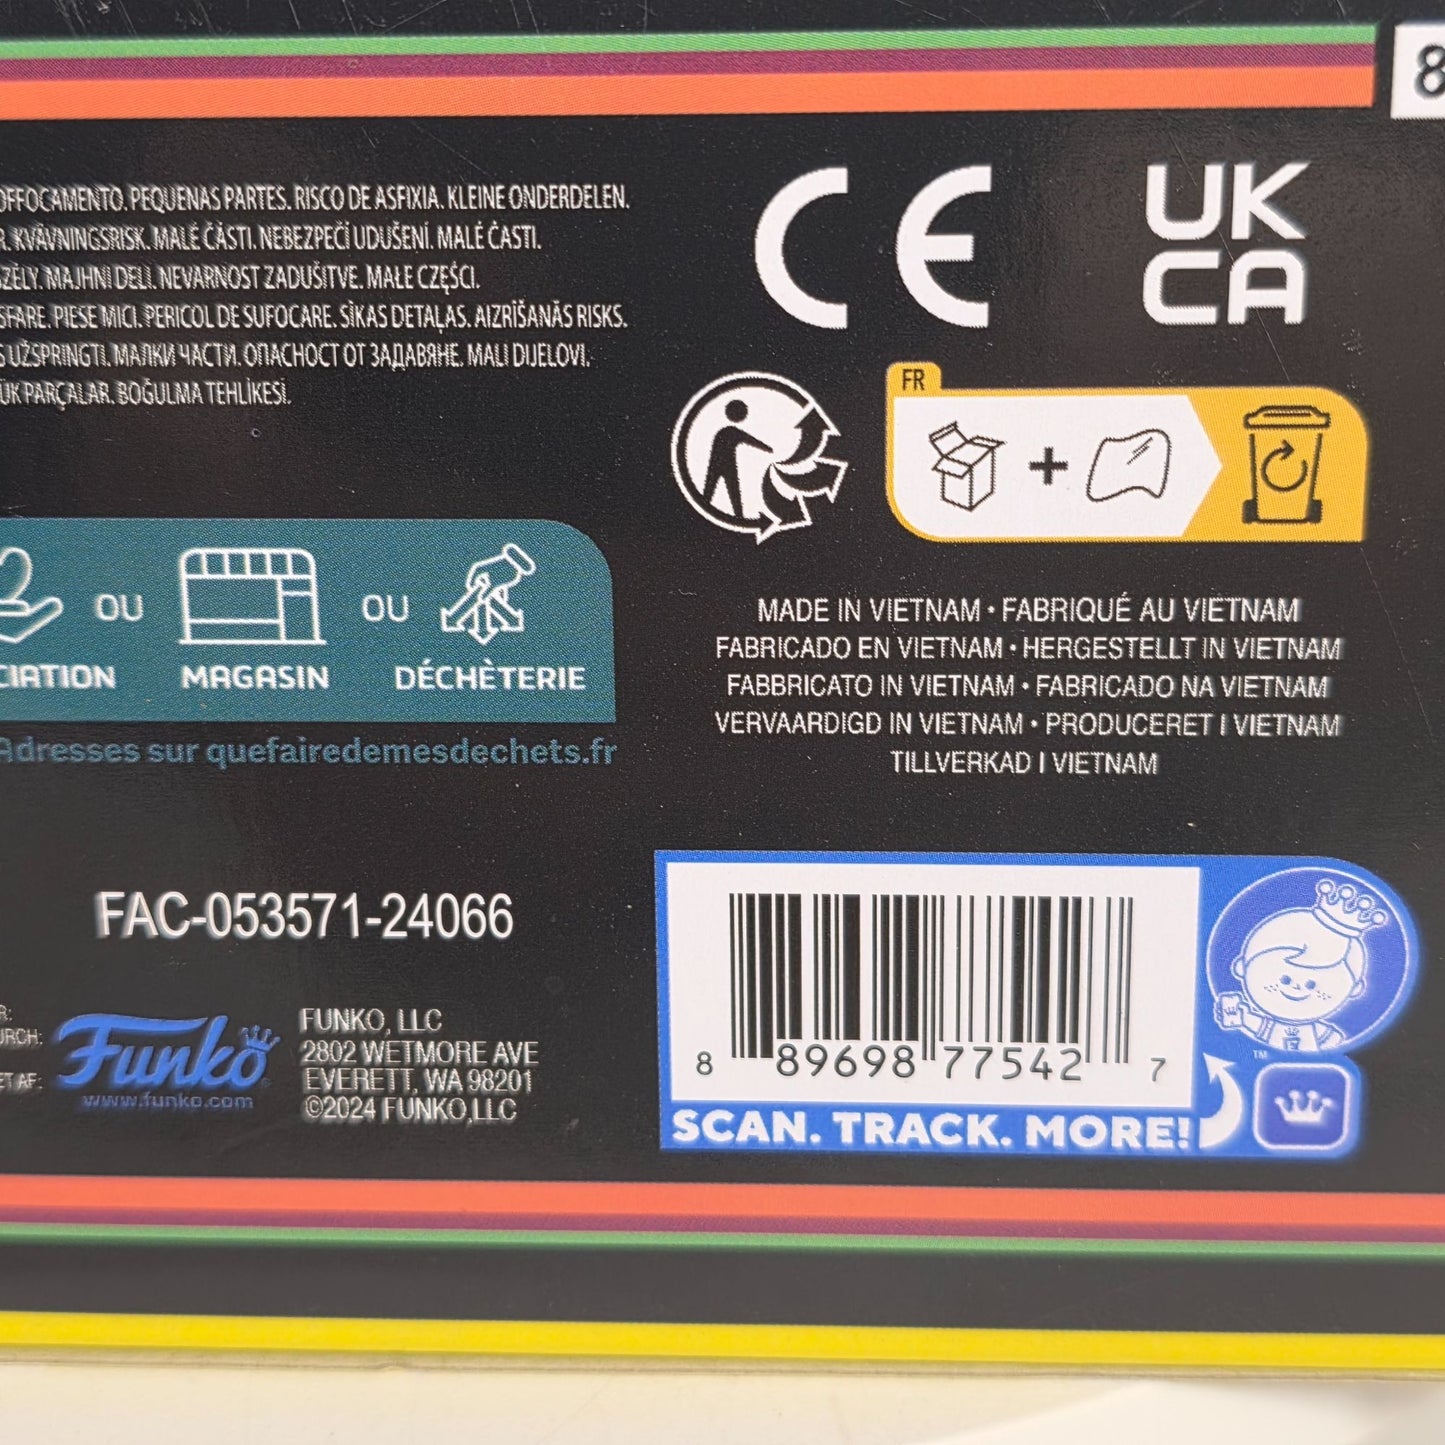 8
PEQUENAS PARTES. RISCO DE ASFIXIA. KLEINE ONDERDELEN.
KVÄVNINGSRISK. MALÉ ČÁSTI. NEBEZPEČÍ UDUŠENÍ. MALÉ ČASTI.
MAJHNI DELI. NEVARNOST ZADUŠITVE. MAŁE CZĘŚCI.
PIESE MICI. PERICOL DE SUFOCARE. SĪKAS DETAĻAS. AIZRĪŠANĀS RISKS.
UŽSPRINGTI. МАЛКИ ЧАСТИ. ОПАСНОСТ ОТ ЗАДАВЯНЕ. MALI DIJELOVI.
PARÇALAR. BOĞULMA TEHLİKESİ.
CE
UK
CA
FR
+
OU
OU
CIATION
MAGASIN
DÉCHÈTERIE
Adresses sur quefairedemesdechets.fr
MADE IN VIETNAM • FABRIQUÉ AU VIETNAM
FABRICADO EN VIETNAM • HERGESTELLT IN VIETNAM
FABBRICATO IN VIETNAM • FABRICADO NA VIETNAM
VERVAARDIGD IN VIETNAM • PRODUCERET I VIETNAM
TILLVERKAD I VIETNAM
FAC-053571-24066
Funko
www.funko.com
FUNKO, LLC
2802 WETMORE AVE
EVERETT, WA 98201
©2024 FUNKO,LLC
8 89698 77542 7
SCAN. TRACK. MORE!
TM